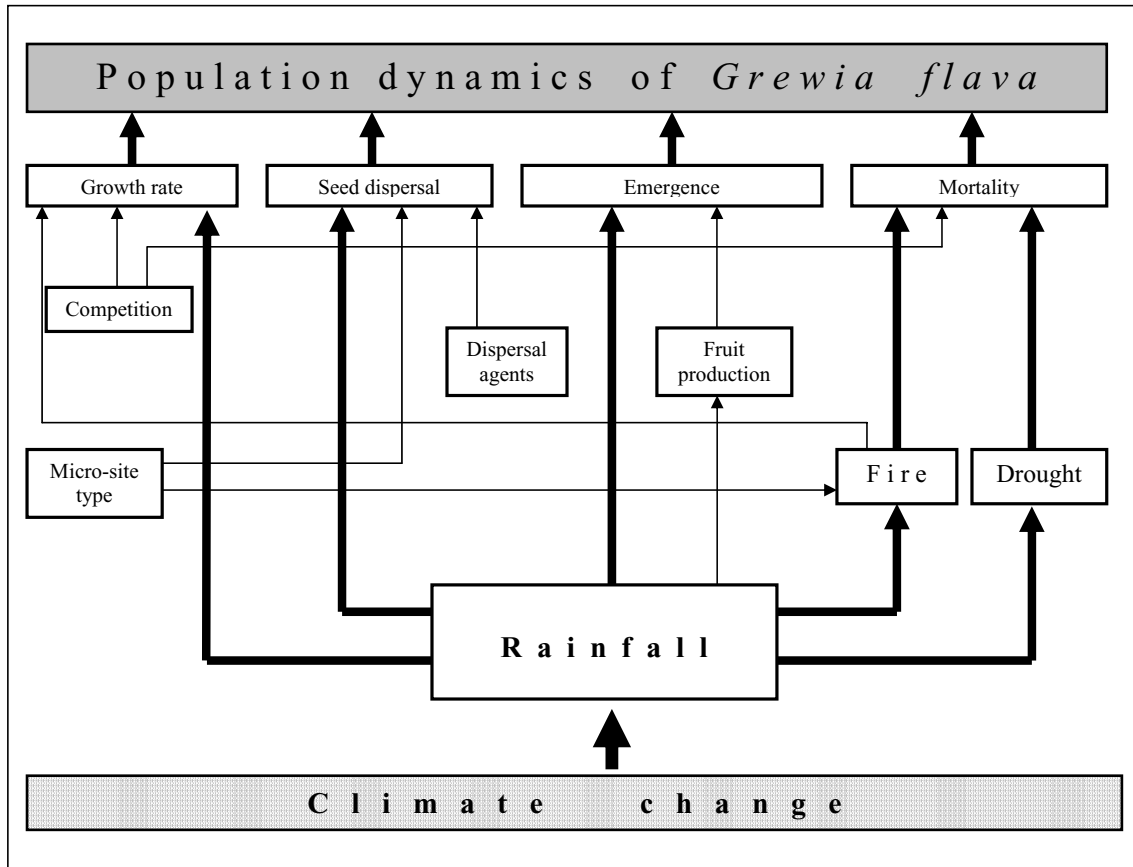 Population dynamics of Grewia flava
Growth rate
Seed dispersal
Emergence
Mortality
Competition
Dispersal
agents
Fruit
production
Micro-site
type
Fire
Drought
Rainfall
Climate change